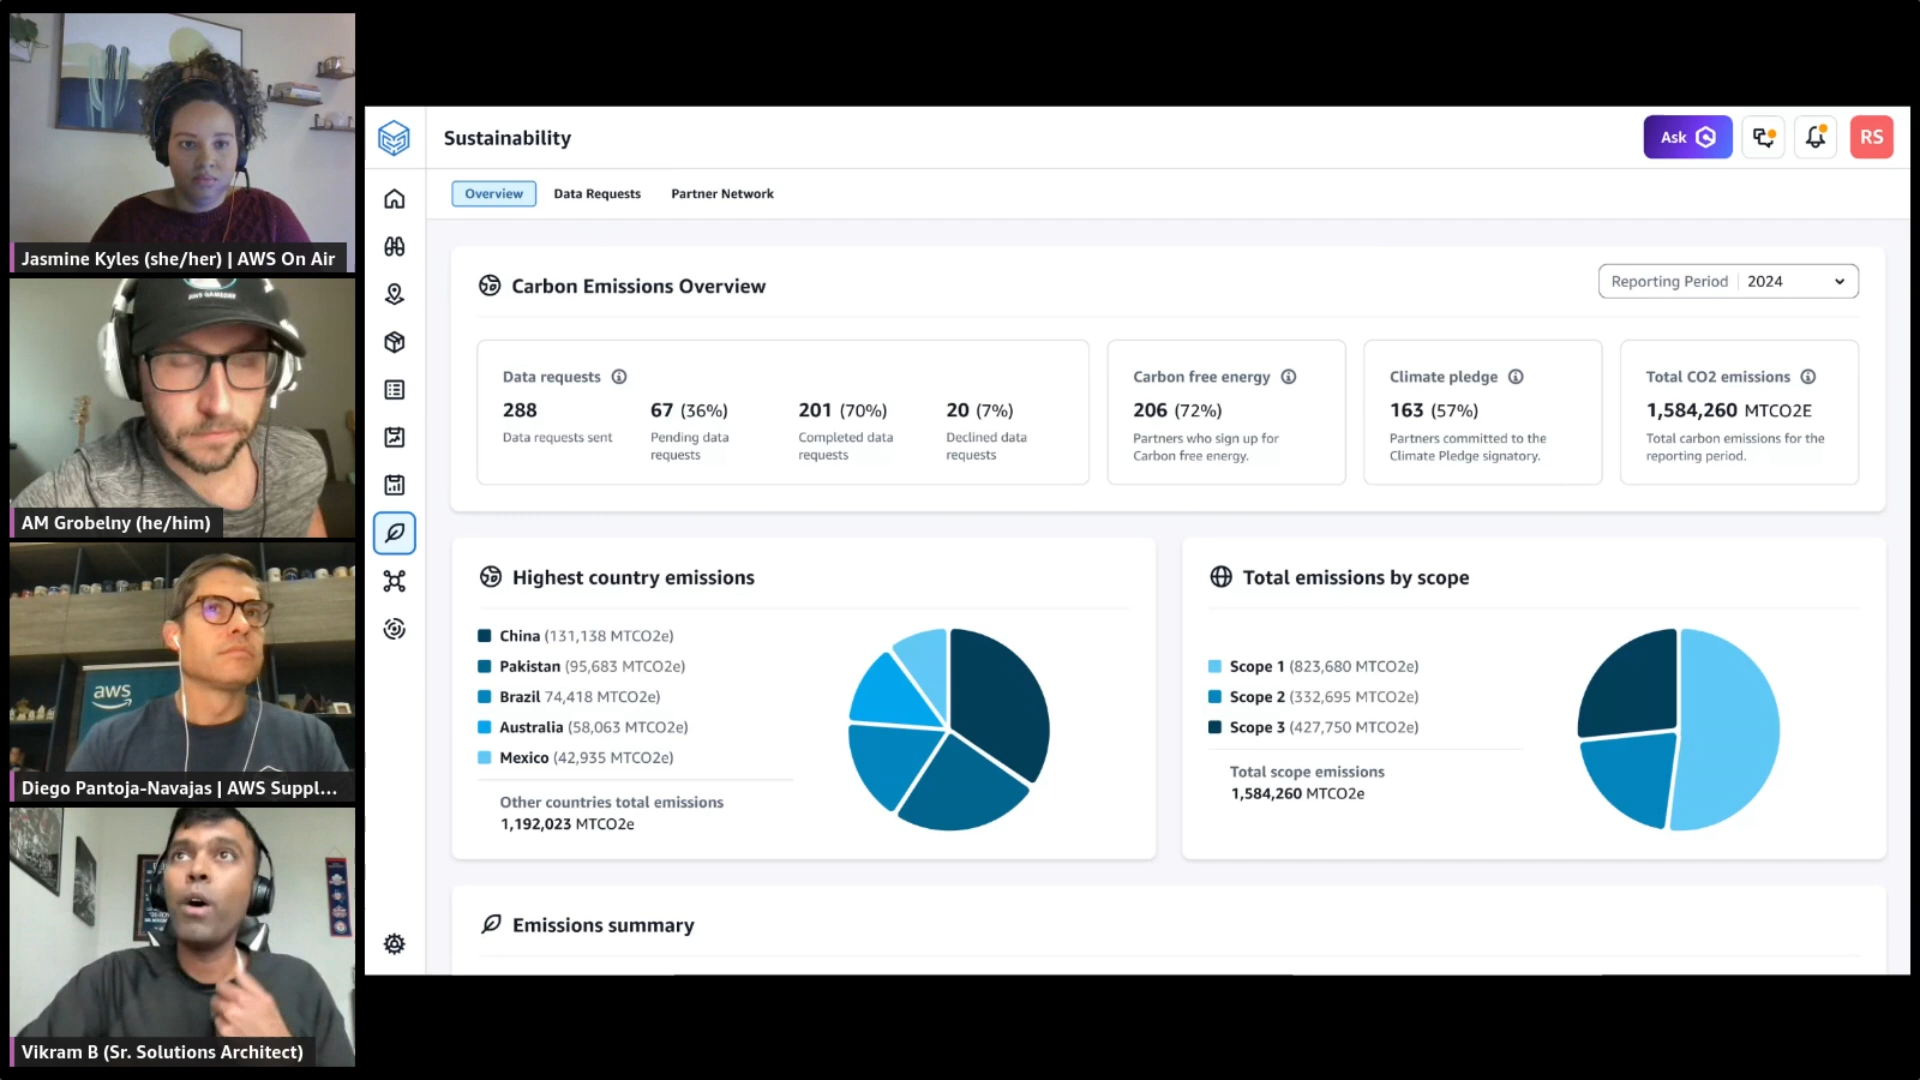 Jasmine Kyles (she/her) | AWS On Air
AM Grobelny (he/him)
aws
Diego Pantoja-Navajas | AWS Suppl...
Vikram B (Sr. Solutions Architect)
Sustainability
Ask
RS
Overview
Data Requests
Partner Network
Carbon Emissions Overview
Reporting Period
2024
Data requests
288
Data requests sent
67 (36%)
Pending data
requests
201 (70%)
Completed data
requests
20 (7%)
Declined data
requests
Carbon free energy
206 (72%)
Partners who sign up for
Carbon free energy.
Climate pledge
163 (57%)
Partners committed to the
Climate Pledge signatory.
Total CO2 emissions
1,584,260 MTCO2E
Total carbon emissions for the
reporting period.
Highest country emissions
China (131,138 MTCO2e)
Pakistan (95,683 MTCO2e)
Brazil 74,418 MTCO2e)
Australia (58,063 MTCO2e)
Mexico (42,935 MTCO2e)
Other countries total emissions
1,192,023 MTCO2e
Total emissions by scope
Scope 1 (823,680 MTCO2e)
Scope 2 (332,695 MTCO2e)
Scope 3 (427,750 MTCO2e)
Total scope emissions
1,584,260 MTCO2e
Emissions summary